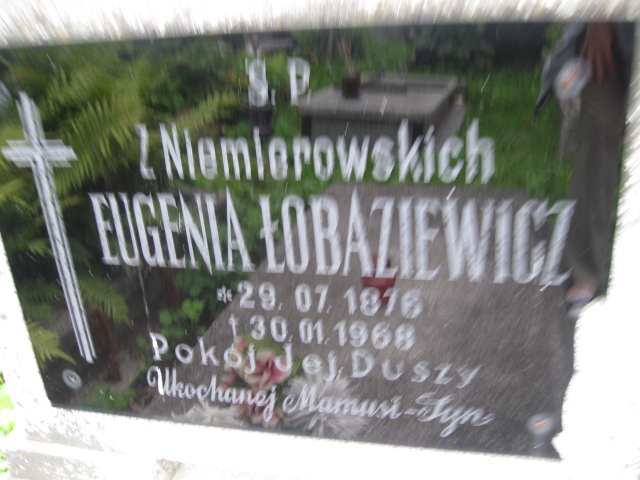 Ś. P.
Z Niemierowskich
EUGENIA ŁOBAZIEWICZ
* 29. 07. 1876
† 30. 01. 1968
Pokój Jej Duszy
Ukochanej Mamusi-Syn